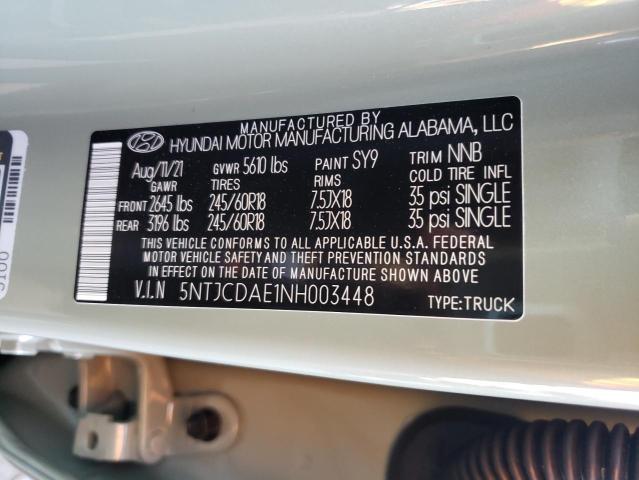 MANUFACTURED BY
HYUNDAI MOTOR MANUFACTURING ALABAMA, LLC
Aug/11/21 GVWR 5610 lbs PAINT SY9 TRIM NNB
GAWR TIRES RIMS COLD TIRE INFL
FRONT 2645 lbs 245/60R18 7.5JX18 35 psi SINGLE
REAR 3196 lbs 245/60R18 7.5JX18 35 psi SINGLE
THIS VEHICLE CONFORMS TO ALL APPLICABLE U.S.A. FEDERAL
MOTOR VEHICLE SAFETY AND THEFT PREVENTION STANDARDS
IN EFFECT ON THE DATE OF MANUFACTURE SHOWN ABOVE.
V.I.N 5NTJCDAE1NH003448 TYPE:TRUCK